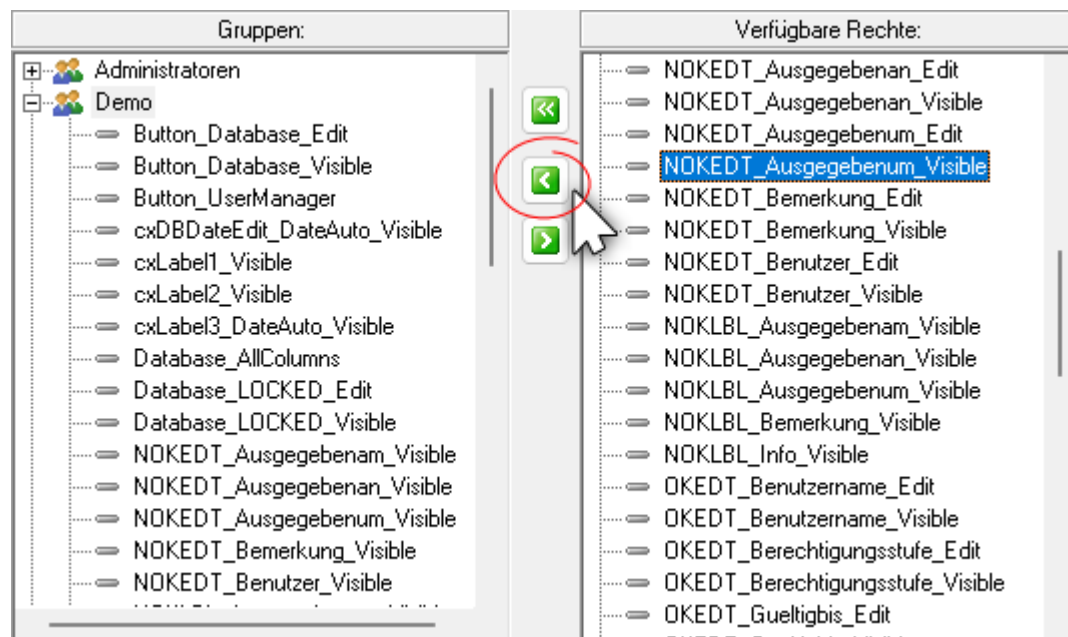 Gruppen:
Administratoren
Demo
Button_Database_Edit
Button_Database_Visible
Button_UserManager
cxDBDateEdit_DateAuto_Visible
cxLabel1_Visible
cxLabel2_Visible
cxLabel3_DateAuto_Visible
Database_AllColumns
Database_LOCKED_Edit
Database_LOCKED_Visible
NOKEDT_Ausgegebenam_Visible
NOKEDT_Ausgegebenan_Visible
NOKEDT_Ausgegebenum_Visible
NOKEDT_Bemerkung_Visible
NOKEDT_Benutzer_Visible
Verfügbare Rechte:
NOKEDT_Ausgegebenan_Edit
NOKEDT_Ausgegebenan_Visible
NOKEDT_Ausgegebenum_Edit
NOKEDT_Ausgegebenum_Visible
NOKEDT_Bemerkung_Edit
NOKEDT_Bemerkung_Visible
NOKEDT_Benutzer_Edit
NOKEDT_Benutzer_Visible
NOKLBL_Ausgegebenam_Visible
NOKLBL_Ausgegebenan_Visible
NOKLBL_Ausgegebenum_Visible
NOKLBL_Bemerkung_Visible
NOKLBL_Info_Visible
OKEDT_Benutzername_Edit
OKEDT_Benutzername_Visible
OKEDT_Berechtigungsstufe_Edit
OKEDT_Berechtigungsstufe_Visible
OKEDT_Gueltigbis_Edit